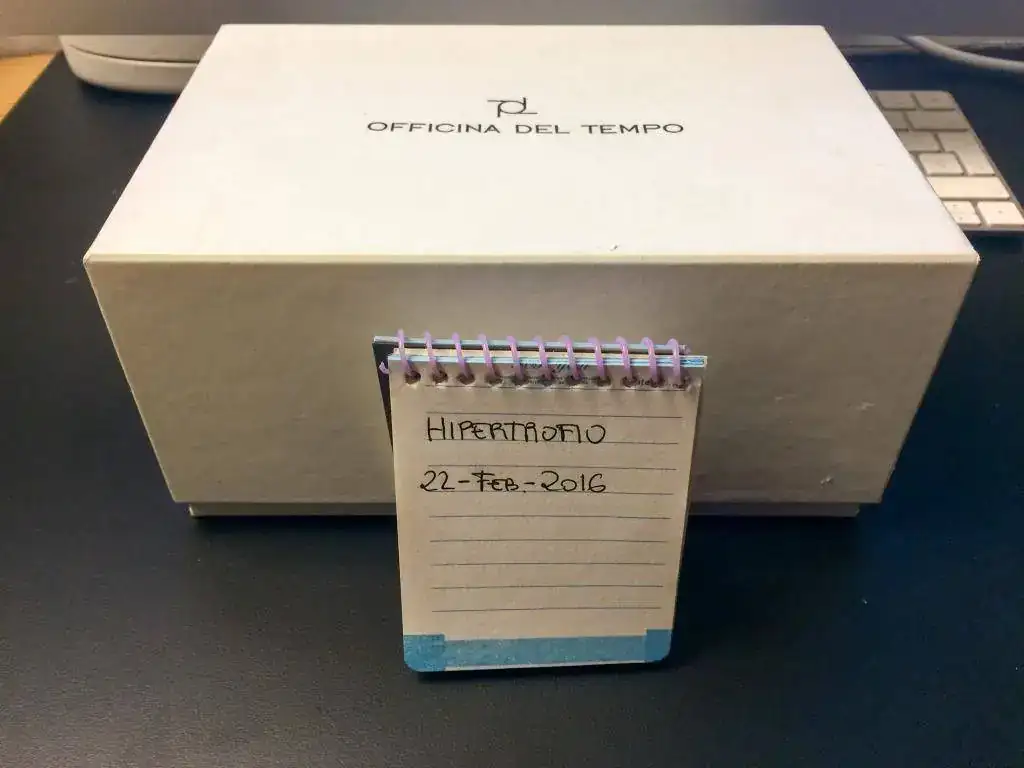 OFFICINA DEL TEMPO
HIPERTROFIO
22-FEB.-2016